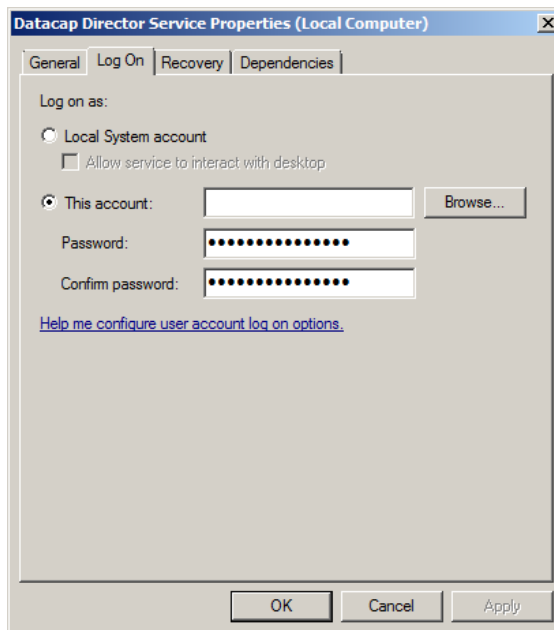 Datacap Director Service Properties (Local Computer)
General Log On Recovery Dependencies
Log on as:
Local System account
Allow service to interact with desktop
This account: Browse...
Password: •••••••••••••••
Confirm password: •••••••••••••••
Help me configure user account log on options.
OK Cancel Apply